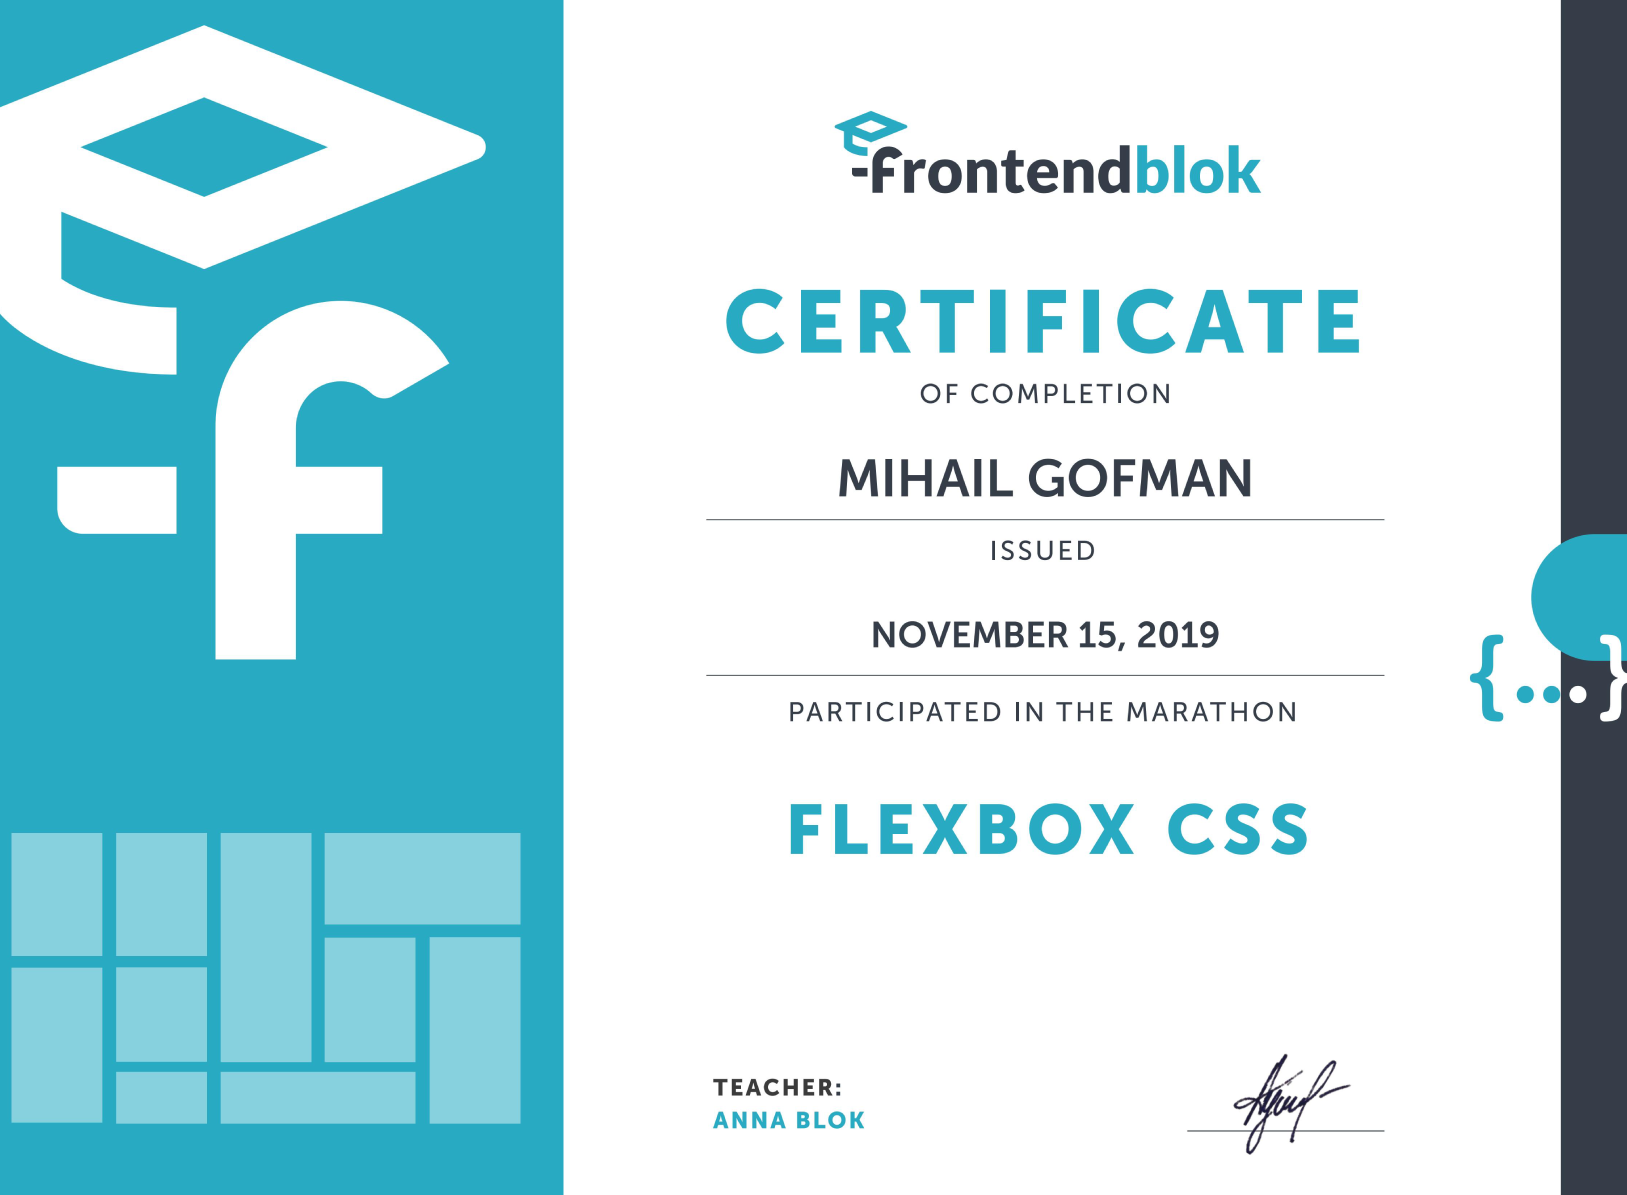 frontendblok
CERTIFICATE
OF COMPLETION
MIHAIL GOFMAN
ISSUED
NOVEMBER 15, 2019
PARTICIPATED IN THE MARATHON
{...}
FLEXBOX CSS
TEACHER:
ANNA BLOK